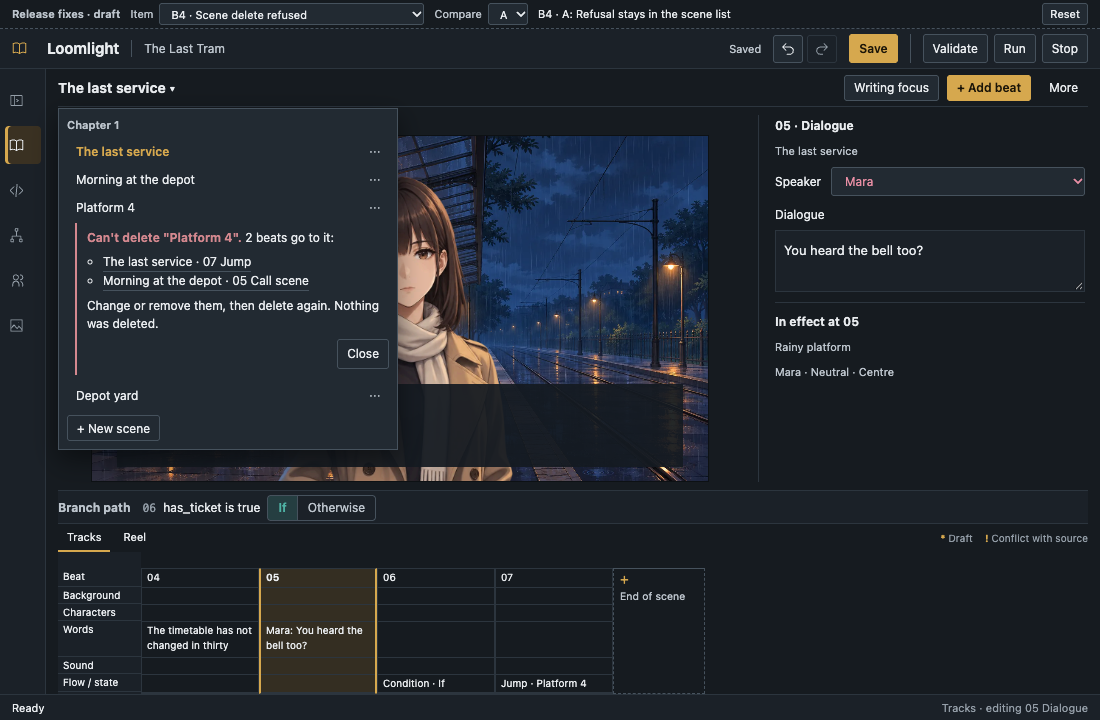 Release fixes · draft Item B4 · Scene delete refused Compare A B4 · A: Refusal stays in the scene list Reset
Loomlight The Last Tram Saved Save Validate Run Stop
The last service ▾ Writing focus + Add beat More
Chapter 1
The last service ···
Morning at the depot ···
Platform 4 ···
Can't delete "Platform 4". 2 beats go to it:
The last service · 07 Jump
Morning at the depot · 05 Call scene
Change or remove them, then delete again. Nothing
was deleted.
Close
Depot yard ···
+ New scene
05 · Dialogue
The last service
Speaker Mara
Dialogue
You heard the bell too?
In effect at 05
Rainy platform
Mara · Neutral · Centre
Branch path 06 has_ticket is true If Otherwise
Tracks Reel * Draft ! Conflict with source
Beat 04 05 06 07 +
End of scene
Background
Characters
Words The timetable has not Mara: You heard the
changed in thirty bell too?
Sound
Flow / state Condition · If Jump · Platform 4
Ready Tracks · editing 05 Dialogue